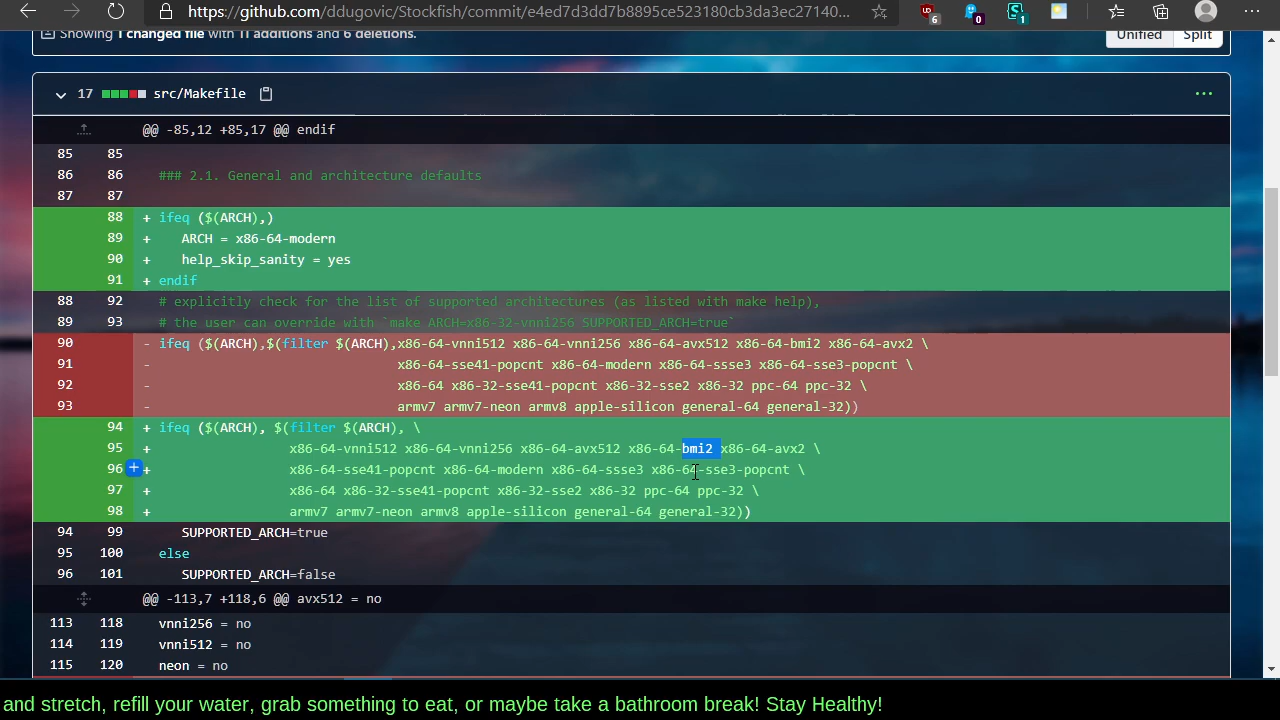 https://github.com/ddugovic/Stockfish/commit/e4ed7d3dd7b8895ce523180cb3da3ec27140...
6
0
1
Showing 1 changed file with 11 additions and 6 deletions.
Unified Split
17 src/Makefile
@@ -85,12 +85,17 @@ endif
85 85
86 86 ### 2.1. General and architecture defaults
87 87
88 + ifeq ($(ARCH),)
89 + ARCH = x86-64-modern
90 + help_skip_sanity = yes
91 + endif
88 92 # explicitly check for the list of supported architectures (as listed with make help),
89 93 # the user can override with `make ARCH=x86-32-vnni256 SUPPORTED_ARCH=true`
90 - ifeq ($(ARCH),$(filter $(ARCH),x86-64-vnni512 x86-64-vnni256 x86-64-avx512 x86-64-bmi2 x86-64-avx2 \
91 - x86-64-sse41-popcnt x86-64-modern x86-64-ssse3 x86-64-sse3-popcnt \
92 - x86-64 x86-32-sse41-popcnt x86-32-sse2 x86-32 ppc-64 ppc-32 \
93 - armv7 armv7-neon armv8 apple-silicon general-64 general-32))
94 + ifeq ($(ARCH), $(filter $(ARCH), \
95 + x86-64-vnni512 x86-64-vnni256 x86-64-avx512 x86-64-bmi2 x86-64-avx2 \
96 + x86-64-sse41-popcnt x86-64-modern x86-64-ssse3 x86-64-sse3-popcnt \
97 + x86-64 x86-32-sse41-popcnt x86-32-sse2 x86-32 ppc-64 ppc-32 \
98 + armv7 armv7-neon armv8 apple-silicon general-64 general-32))
94 99 SUPPORTED_ARCH=true
95 100 else
96 101 SUPPORTED_ARCH=false
@@ -113,7 +118,6 @@ avx512 = no
113 118 vnni256 = no
114 119 vnni512 = no
115 120 neon = no
and stretch, refill your water, grab something to eat, or maybe take a bathroom break! Stay Healthy!